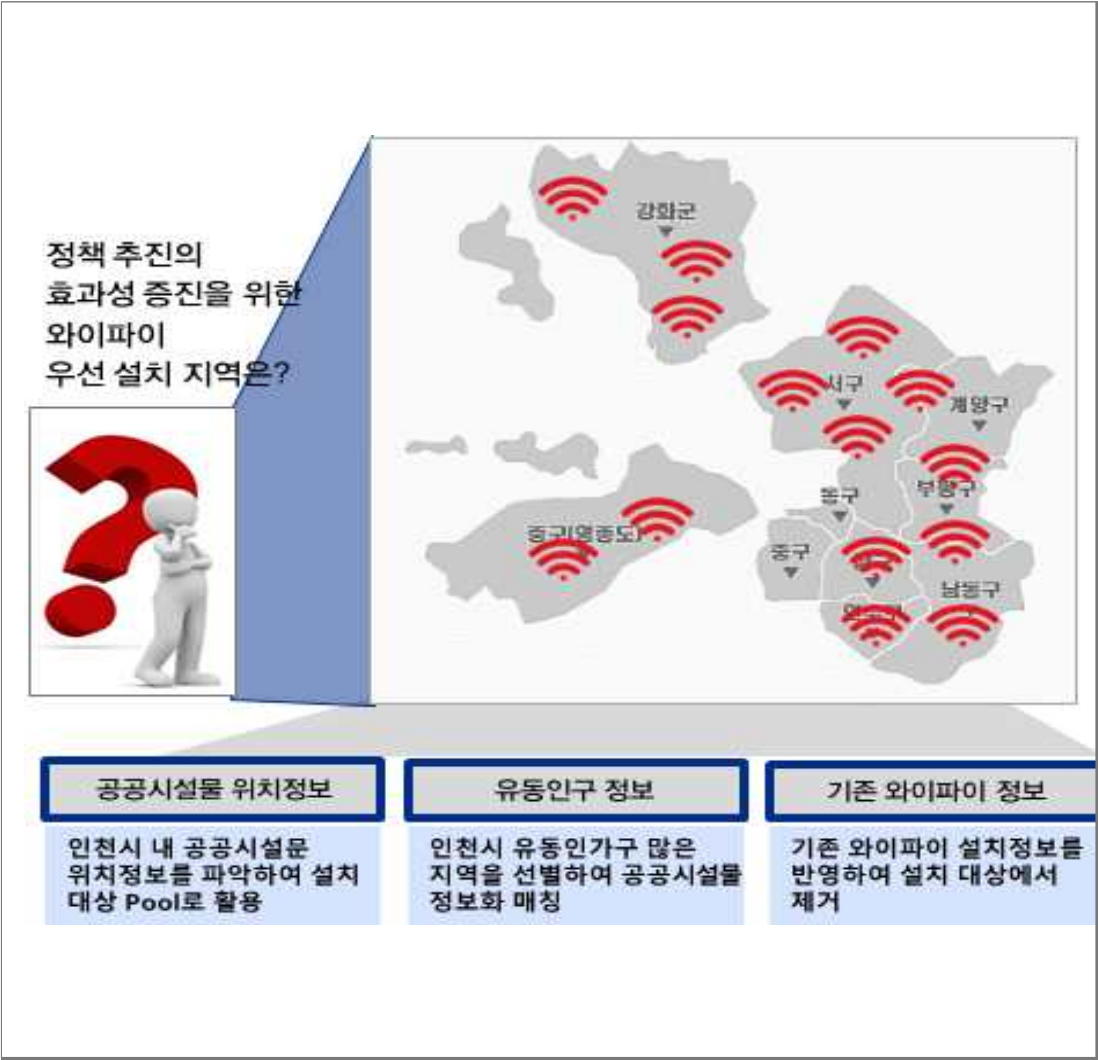 정책 추진의
효과성 증진을 위한
와이파이
우선 설치 지역은?
강화군
서구
계양구
동구
부평구
중구(영종도)
중구
남동구
공공시설물 위치정보
유동인구 정보
기존 와이파이 정보
인천시 내 공공시설문
위치정보를 파악하여 설치
대상 Pool로 활용
인천시 유동인가구 많은
지역을 선별하여 공공시설물
정보화 매칭
기존 와이파이 설치정보를
반영하여 설치 대상에서
제거